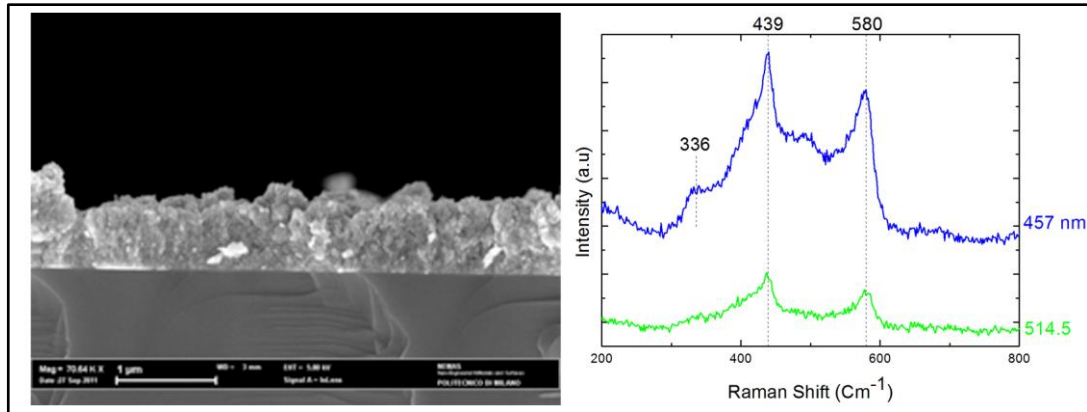 Mag = 70.64 K X
1 µm
WD = 3 mm
EHT = 5.00 kV
Date :27 Sep 2011
Signal A = InLens
POLITECNICO DI MILANO
439
580
336
457 nm
514.5
Intensity (a.u)
200
400
600
800
Raman Shift (Cm-1)